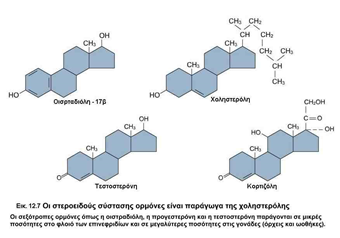 CH₃ OH
HO
Οισρτεδιόλη - 17β
CH₃ CH₂
CH CH₂
CH₃ CH₂ CH₂
CH
CH₃ CH₃
CH₃
HO
Χοληστερόλη
OH
CH₃
CH₃
O
Τεστοστερόνη
CH₂OH
C=O
CH₃ OH
HO
CH₃
O
Κορτιζόλη
Εικ. 12.7 Οι στεροειδούς σύστασης ορμόνες είναι παράγωγα της χοληστερόλης
Οι σεξότροπες ορμόνες όπως η οιστραδιόλη, η προγεστερόνη και η τεστοστερόνη παράγονται σε μικρές
ποσότητες στο φλοιό των επινεφριδίων και σε μεγαλύτερες ποσότητες στις γονάδες (όρχεις και ωοθήκες).